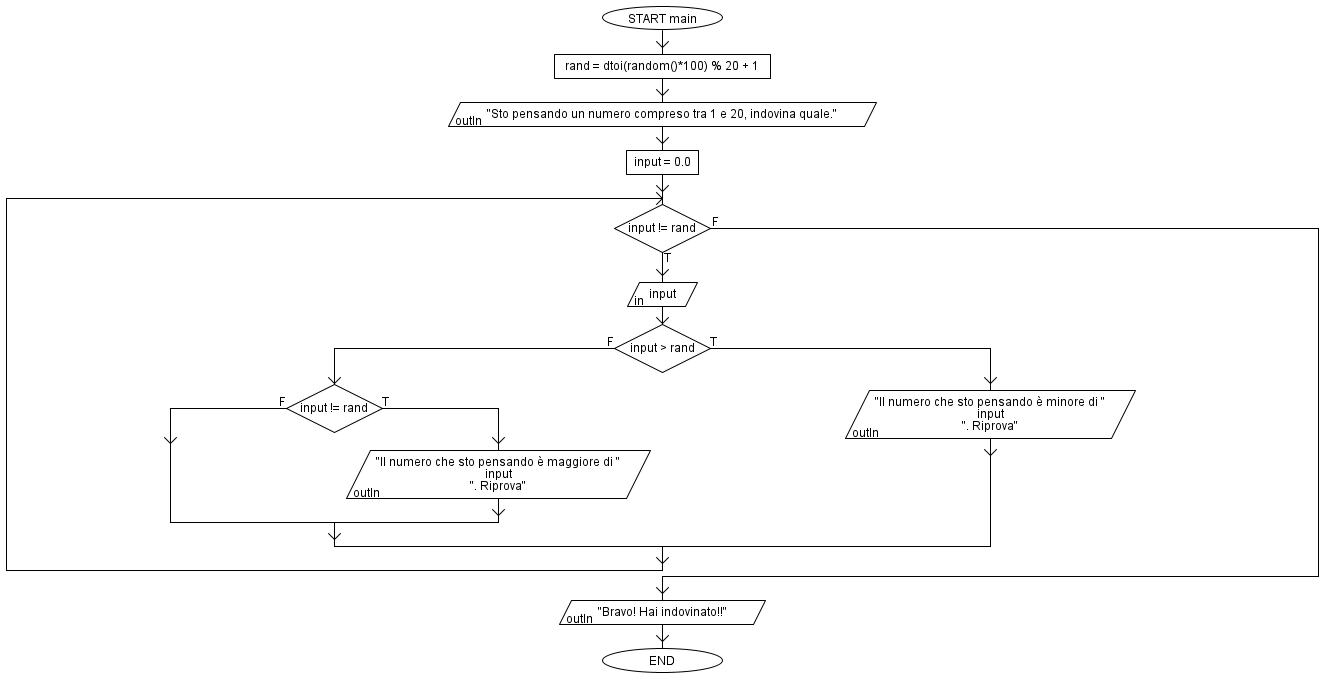 START main
rand = dtoi(random()*100) % 20 + 1
"Sto pensando un numero compreso tra 1 e 20, indovina quale."
outln
input = 0.0
input != rand
F
T
input
in
input > rand
F
T
input != rand
F
T
"Il numero che sto pensando è minore di "
input
". Riprova"
outln
"Il numero che sto pensando è maggiore di "
input
". Riprova"
outln
"Bravo! Hai indovinato!!"
outln
END